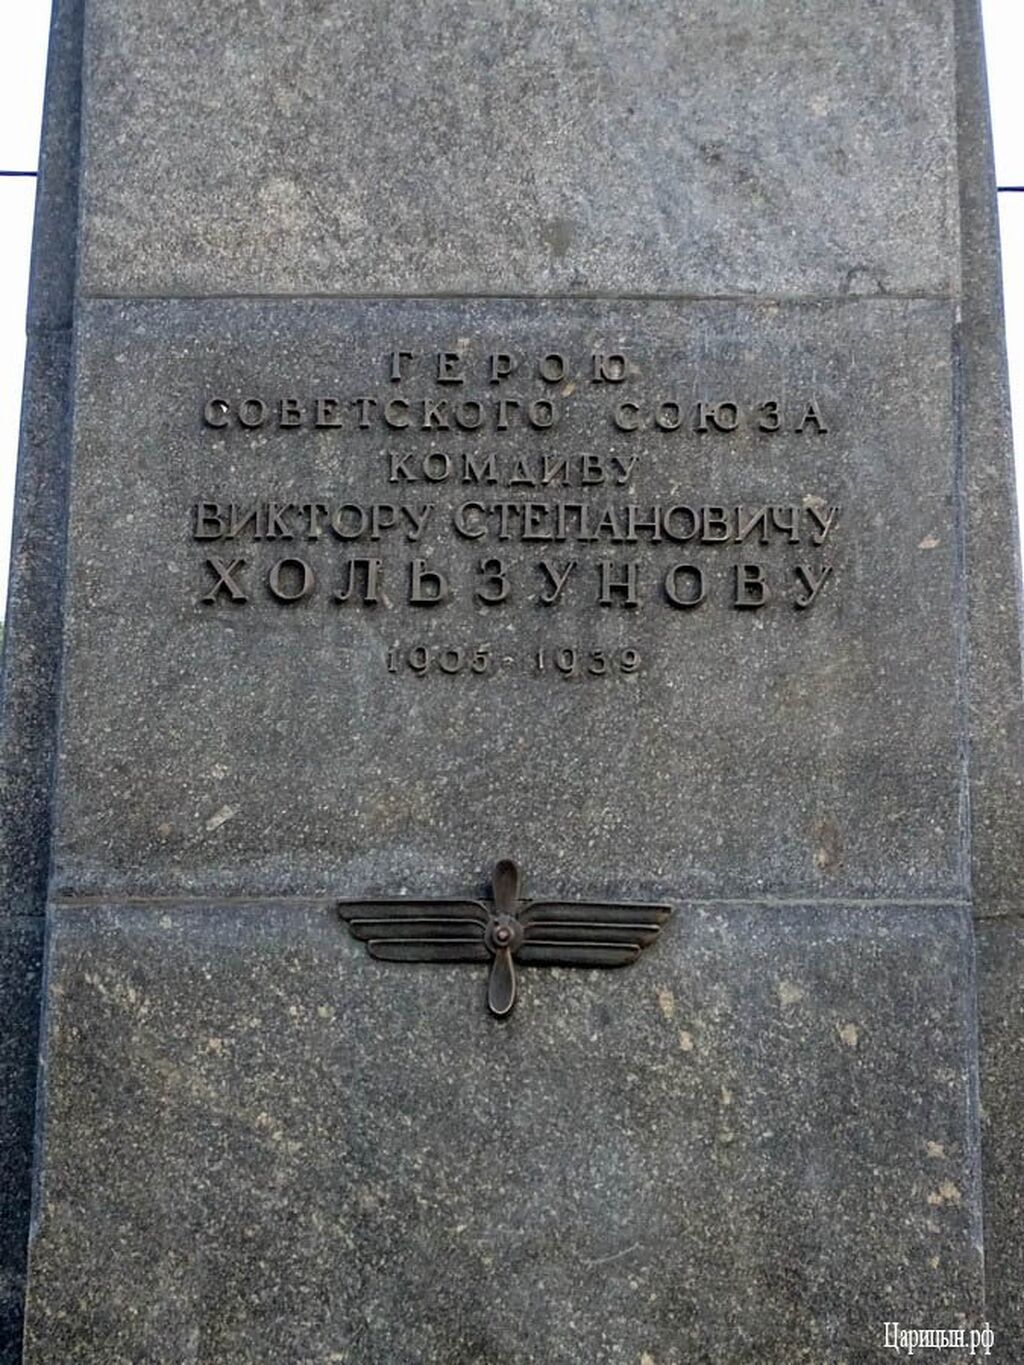 ГЕРОЮ
СОВЕТСКОГО СОЮЗА
КОМДИВУ
ВИКТОРУ СТЕПАНОВИЧУ
ХОЛЬЗУНОВУ
1905-1939
Царицын.рф